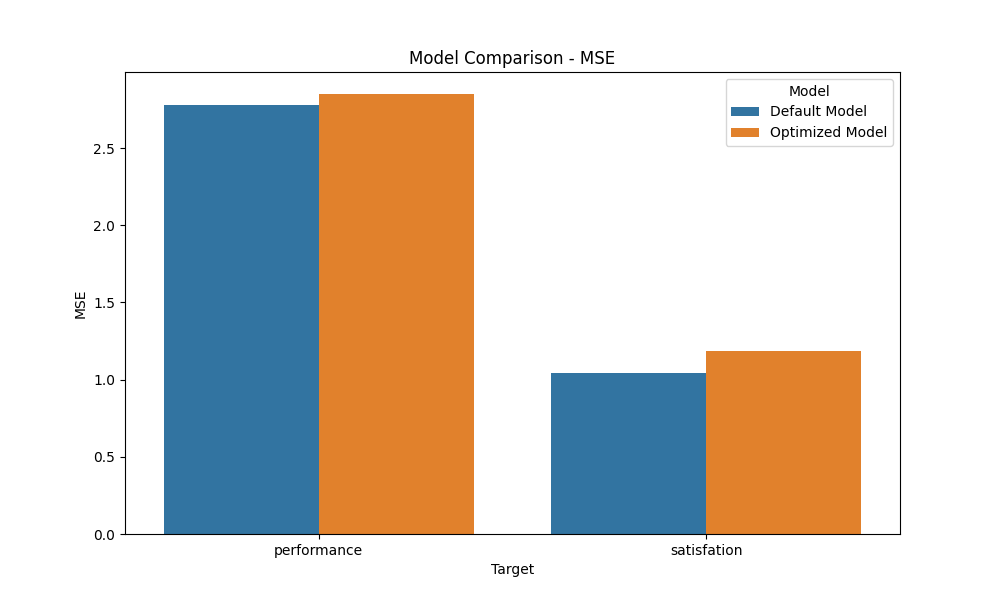 Model Comparison - MSE
Model
Default Model
Optimized Model
MSE
2.5
2.0
1.5
1.0
0.5
0.0
performance
satisfation
Target